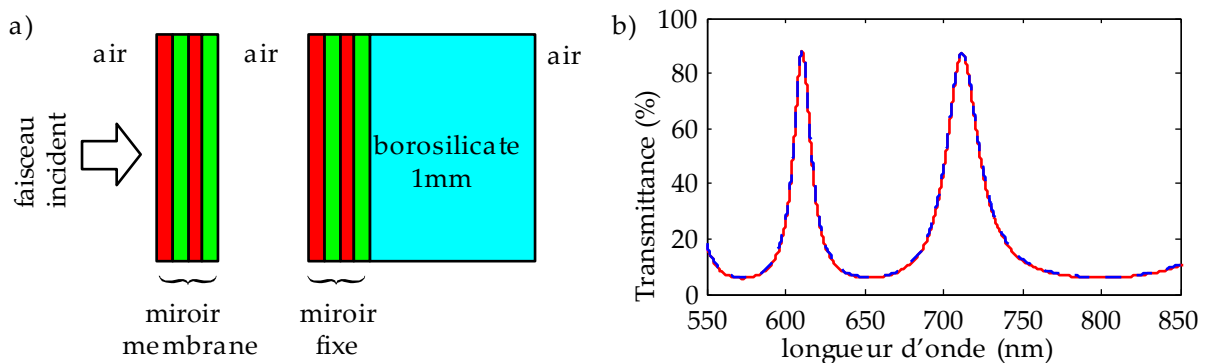 a)
air
air
air
faisceau
incident
borosilicate
1mm
miroir
membrane
miroir
fixe
b)
Transmittance (%)
100
80
60
40
20
0
550
600
650
700
750
800
850
longueur d'onde (nm)